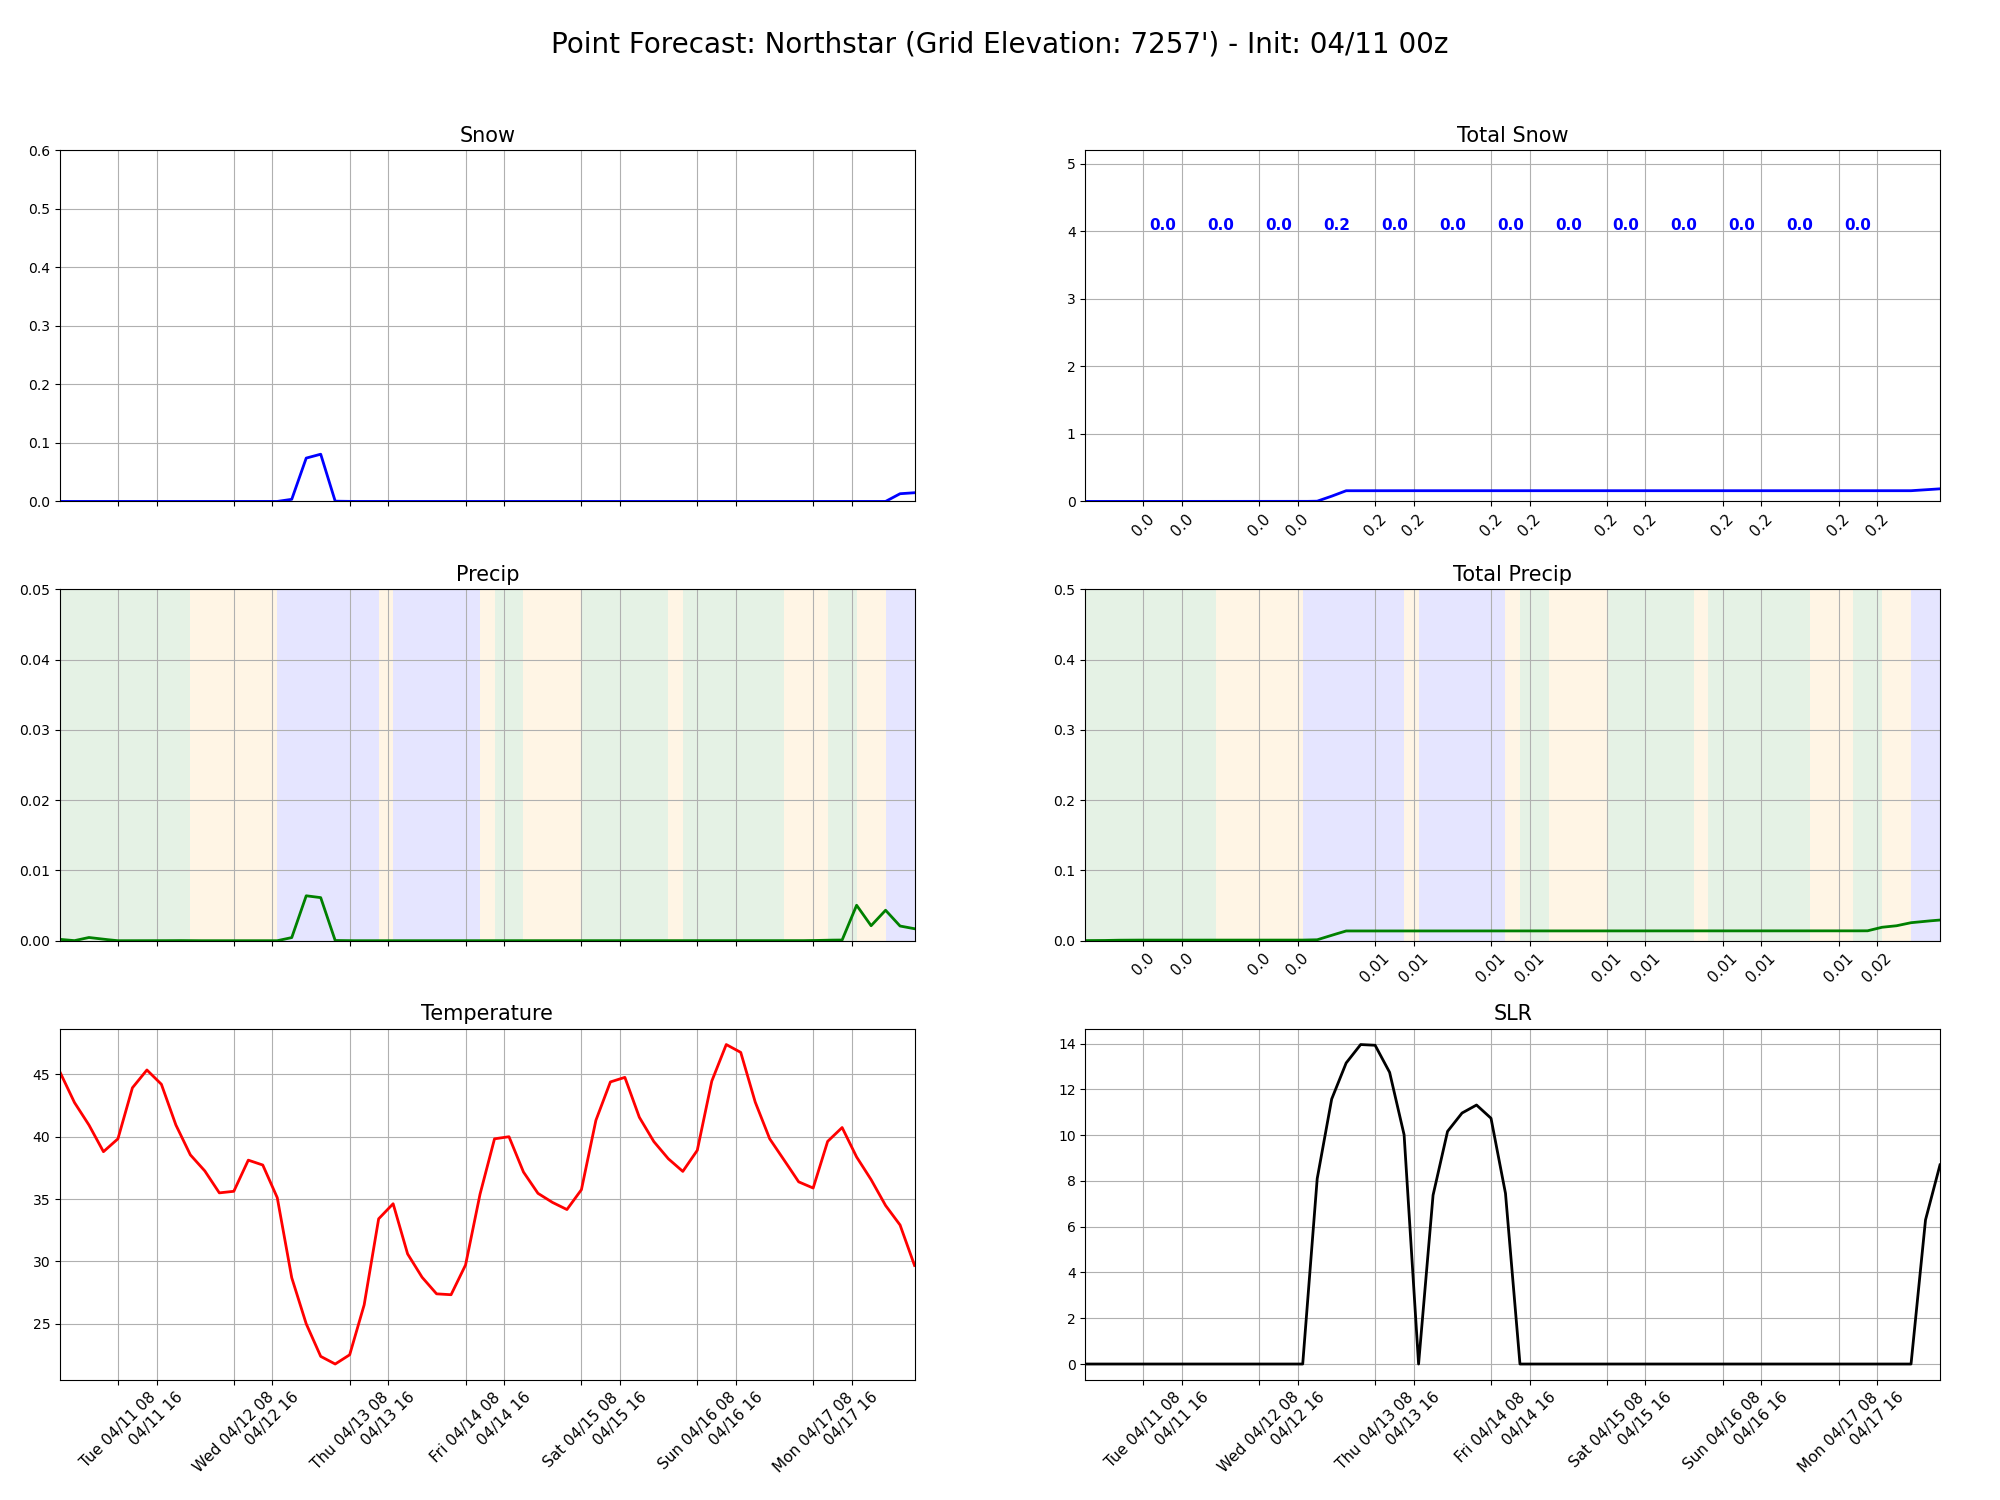 Point Forecast: Northstar (Grid Elevation: 7257') - Init: 04/11 00z
Snow
0.6
0.5
0.4
0.3
0.2
0.1
0.0
Total Snow
5
4
3
2
1
0
0.0 0.0 0.0 0.2 0.0 0.0 0.0 0.0 0.0 0.0 0.0 0.0 0.0
0.0 0.0 0.0 0.0 0.2 0.2 0.2 0.2 0.2 0.2 0.2 0.2 0.2 0.2
Precip
0.05
0.04
0.03
0.02
0.01
0.00
Total Precip
0.5
0.4
0.3
0.2
0.1
0.0
0.0 0.0 0.0 0.0 0.01 0.01 0.01 0.01 0.01 0.01 0.01 0.01 0.01 0.02
Temperature
45
40
35
30
25
Tue 04/11 08
04/11 16
Wed 04/12 08
04/12 16
Thu 04/13 08
04/13 16
Fri 04/14 08
04/14 16
Sat 04/15 08
04/15 16
Sun 04/16 08
04/16 16
Mon 04/17 08
04/17 16
SLR
14
12
10
8
6
4
2
0
Tue 04/11 08
04/11 16
Wed 04/12 08
04/12 16
Thu 04/13 08
04/13 16
Fri 04/14 08
04/14 16
Sat 04/15 08
04/15 16
Sun 04/16 08
04/16 16
Mon 04/17 08
04/17 16